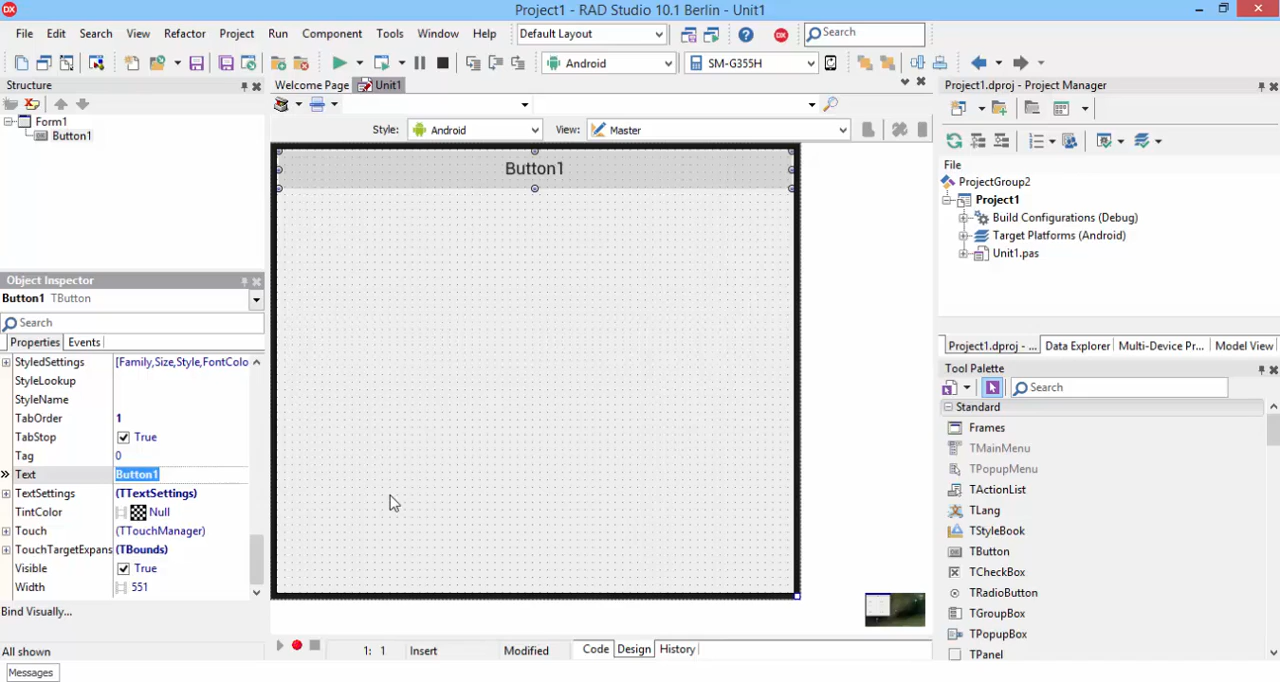 DX
Project1 - RAD Studio 10.1 Berlin - Unit1
File Edit Search View Refactor Project Run Component Tools Window Help
Default Layout
? DX
Search
Android
SM-G355H
Structure
Form1
Button1
Welcome Page
Unit1
Style: Android
View: Master
Button1
Object Inspector
Button1 TButton
Search
Properties Events
StyledSettings [Family,Size,Style,FontColo
StyleLookup
StyleName
TabOrder 1
TabStop True
Tag 0
Text Button1
TextSettings (TTextSettings)
TintColor Null
Touch (TTouchManager)
TouchTargetExpans (TBounds)
Visible True
Width 551
Bind Visually...
All shown
Messages
1: 1 Insert Modified Code Design History
Project1.dproj - Project Manager
File
ProjectGroup2
Project1
Build Configurations (Debug)
Target Platforms (Android)
Unit1.pas
Project1.dproj - ... Data Explorer Multi-Device Pr... Model View
Tool Palette
Search
Standard
Frames
TMainMenu
TPopupMenu
TActionList
TLang
TStyleBook
TButton
TCheckBox
TRadioButton
TGroupBox
TPopupBox
TPanel